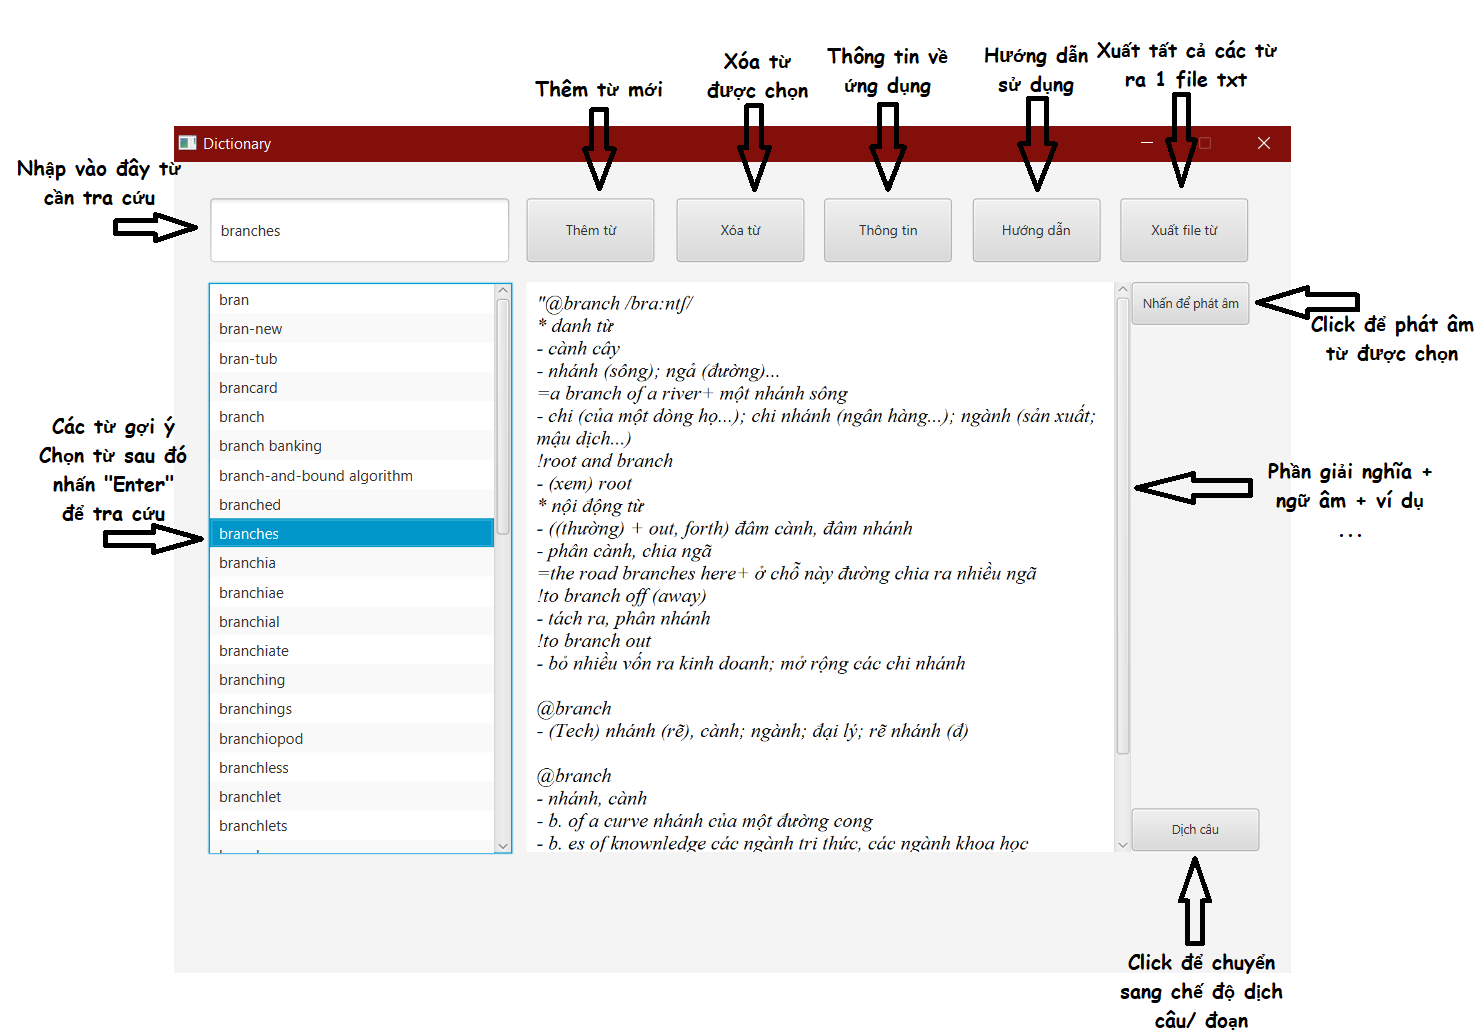 Thêm từ mới
Xóa từ
được chọn
Thông tin về
ứng dụng
Hướng dẫn
sử dụng
Xuất tất cả các từ
ra 1 file txt
Dictionary
Nhập vào đây từ
cần tra cứu
branches
Thêm từ
Xóa từ
Thông tin
Hướng dẫn
Xuất file từ
Các từ gợi ý
Chọn từ sau đó
nhấn "Enter"
để tra cứu
bran
bran-new
bran-tub
brancard
branch
branch banking
branch-and-bound algorithm
branched
branches
branchia
branchiae
branchial
branchiate
branching
branchings
branchiopod
branchless
branchlet
branchlets
"@branch /brɑ:ntʃ/
* danh từ
- cành cây
- nhánh (sông); ngả (đường)...
=a branch of a river+ một nhánh sông
- chi (của một dòng họ...); chi nhánh (ngân hàng...); ngành (sản xuất;
mậu dịch...)
!root and branch
- (xem) root
* nội động từ
- ((thường) + out, forth) đâm cành, đâm nhánh
- phân cành, chia ngã
=the road branches here+ ở chỗ này đường chia ra nhiều ngã
!to branch off (away)
- tách ra, phân nhánh
!to branch out
- bỏ nhiều vốn ra kinh doanh; mở rộng các chi nhánh
@branch
- (Tech) nhánh (rẽ), cành; ngành; đại lý; rẽ nhánh (đ)
@branch
- nhánh, cành
- b. of a curve nhánh của một đường cong
- b. es of knownledge các ngành tri thức, các ngành khoa học
Nhấn để phát âm
Click để phát âm
từ được chọn
Phần giải nghĩa +
ngữ âm + ví dụ
...
Dịch câu
Click để chuyển
sang chế độ dịch
câu/ đoạn